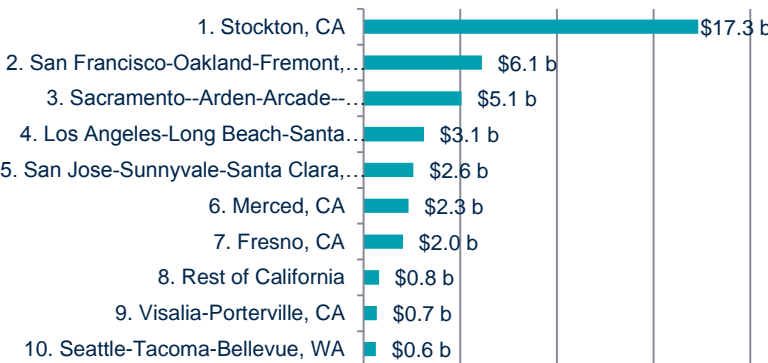 1. Stockton, CA $17.3 b
2. San Francisco-Oakland-Fremont,... $6.1 b
3. Sacramento--Arden-Arcade--... $5.1 b
4. Los Angeles-Long Beach-Santa... $3.1 b
5. San Jose-Sunnyvale-Santa Clara,... $2.6 b
6. Merced, CA $2.3 b
7. Fresno, CA $2.0 b
8. Rest of California $0.8 b
9. Visalia-Porterville, CA $0.7 b
10. Seattle-Tacoma-Bellevue, WA $0.6 b